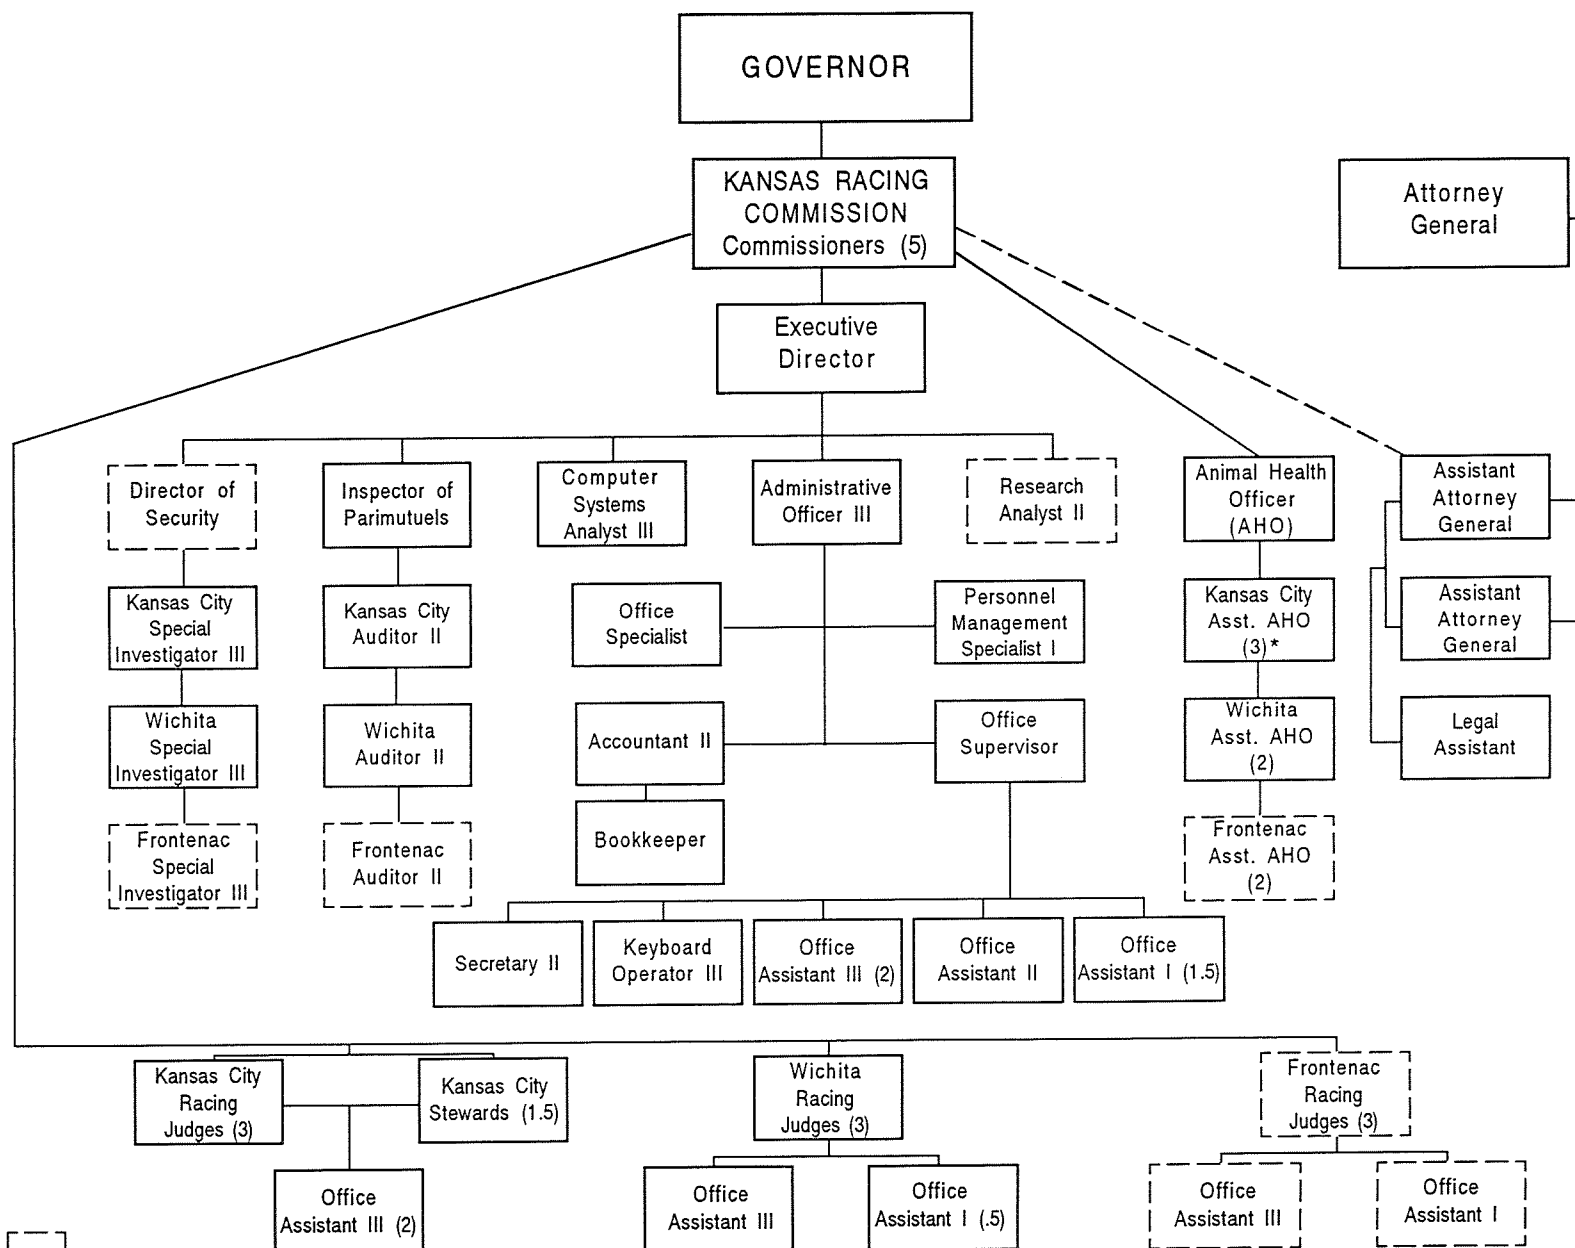 GOVERNOR
KANSAS RACING
COMMISSION
Commissioners (5)
Attorney
General
Executive
Director
Director of
Security
Inspector of
Parimutuels
Computer
Systems
Analyst III
Administrative
Officer III
Research
Analyst II
Animal Health
Officer
(AHO)
Assistant
Attorney
General
Kansas City
Special
Investigator III
Kansas City
Auditor II
Office
Specialist
Personnel
Management
Specialist I
Kansas City
Asst. AHO
(3)*
Assistant
Attorney
General
Wichita
Special
Investigator III
Wichita
Auditor II
Accountant II
Office
Supervisor
Wichita
Asst. AHO
(2)
Legal
Assistant
Frontenac
Special
Investigator III
Frontenac
Auditor II
Bookkeeper
Frontenac
Asst. AHO
(2)
Secretary II
Keyboard
Operator III
Office
Assistant III (2)
Office
Assistant II
Office
Assistant I (1.5)
Kansas City
Racing
Judges (3)
Kansas City
Stewards (1.5)
Wichita
Racing
Judges (3)
Frontenac
Racing
Judges (3)
Office
Assistant III (2)
Office
Assistant III
Office
Assistant I (.5)
Office
Assistant III
Office
Assistant I